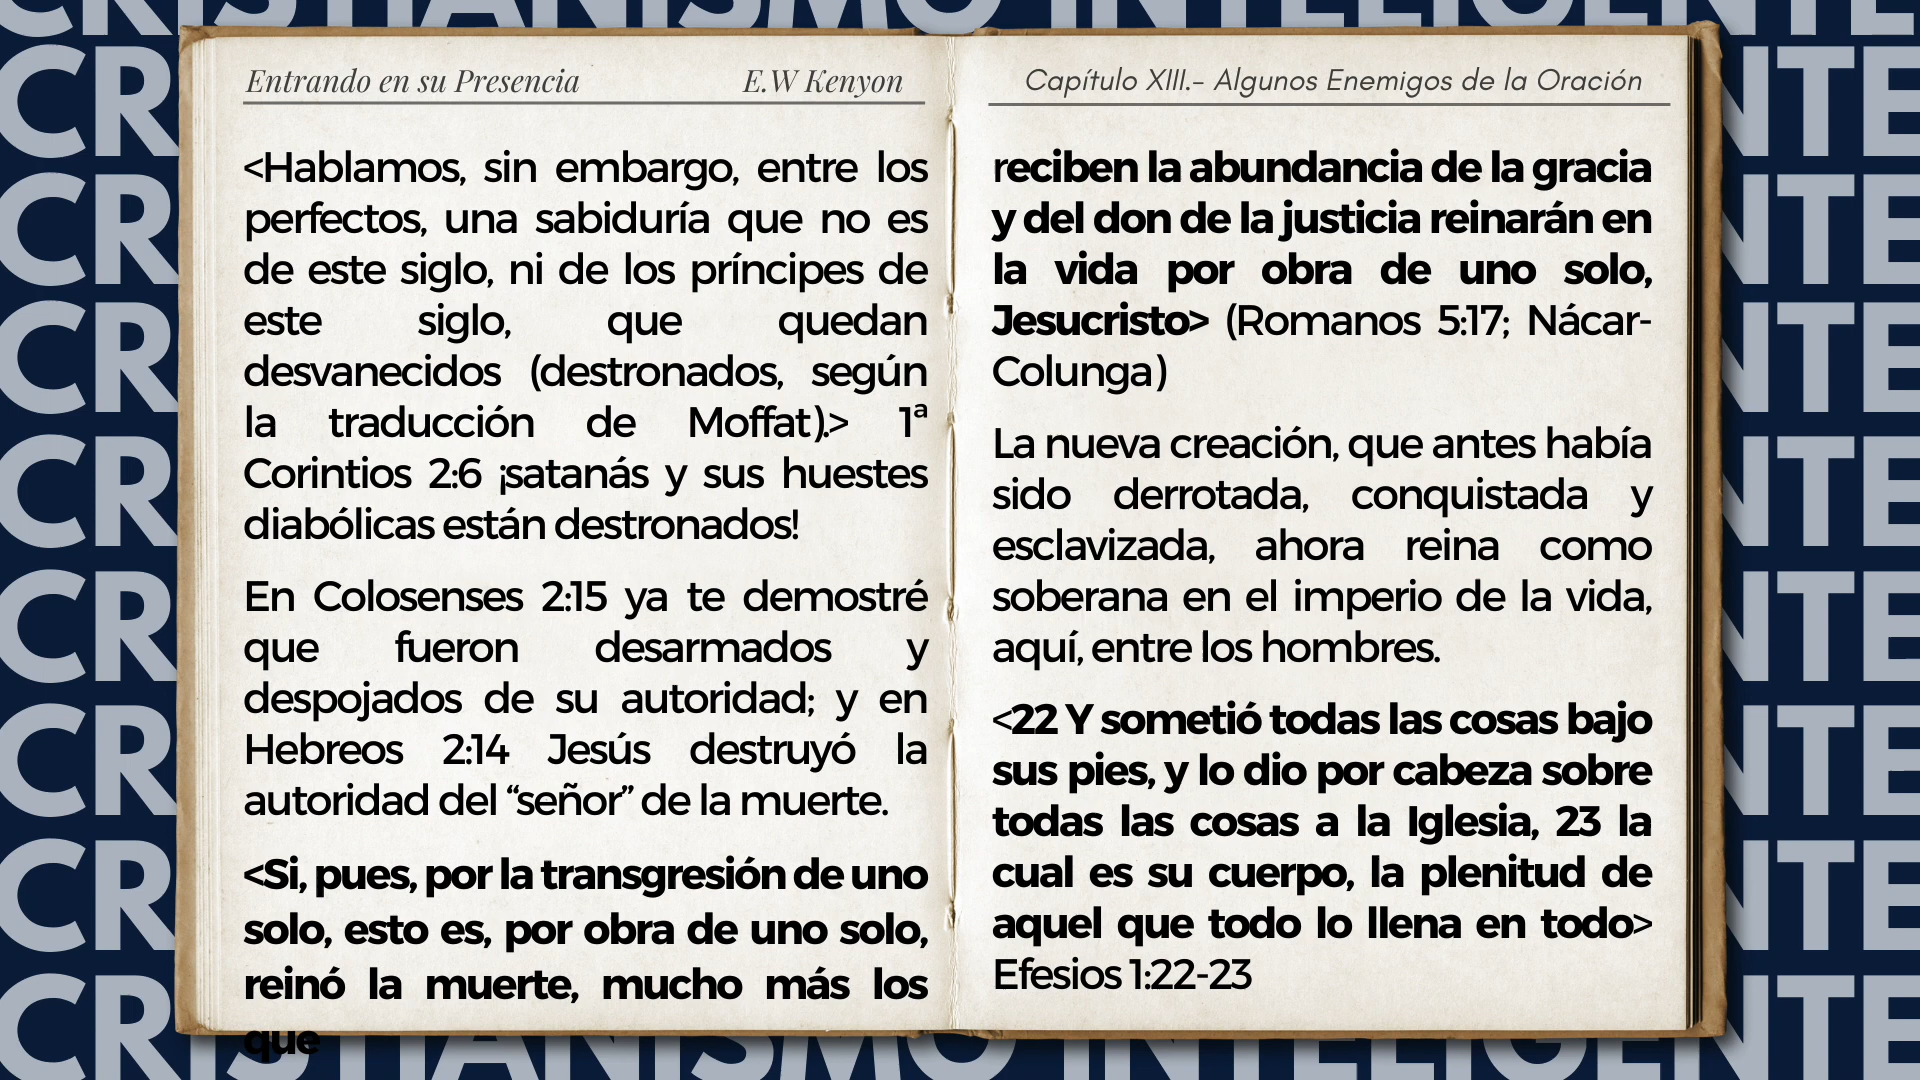 CRISTIANISMO INTELIGENTE
Entrando en su Presencia E.W Kenyon
<Hablamos, sin embargo, entre los
perfectos, una sabiduría que no es
de este siglo, ni de los príncipes de
este siglo, que quedan
desvanecidos (destronados, según
la traducción de Moffat).> 1ª
Corintios 2:6 ¡satanás y sus huestes
diabólicas están destronados!
En Colosenses 2:15 ya te demostré
que fueron desarmados y
despojados de su autoridad; y en
Hebreos 2:14 Jesús destruyó la
autoridad del “señor” de la muerte.
<Si, pues, por la transgresión de uno
solo, esto es, por obra de uno solo,
reinó la muerte, mucho más los
que
Capítulo XIII.- Algunos Enemigos de la Oración
reciben la abundancia de la gracia
y del don de la justicia reinarán en
la vida por obra de uno solo,
Jesucristo> (Romanos 5:17; Nácar-
Colunga)
La nueva creación, que antes había
sido derrotada, conquistada y
esclavizada, ahora reina como
soberana en el imperio de la vida,
aquí, entre los hombres.
<22 Y sometió todas las cosas bajo
sus pies, y lo dio por cabeza sobre
todas las cosas a la Iglesia, 23 la
cual es su cuerpo, la plenitud de
aquel que todo lo llena en todo>
Efesios 1:22-23
CRISTIANISMO INTELIGENTE